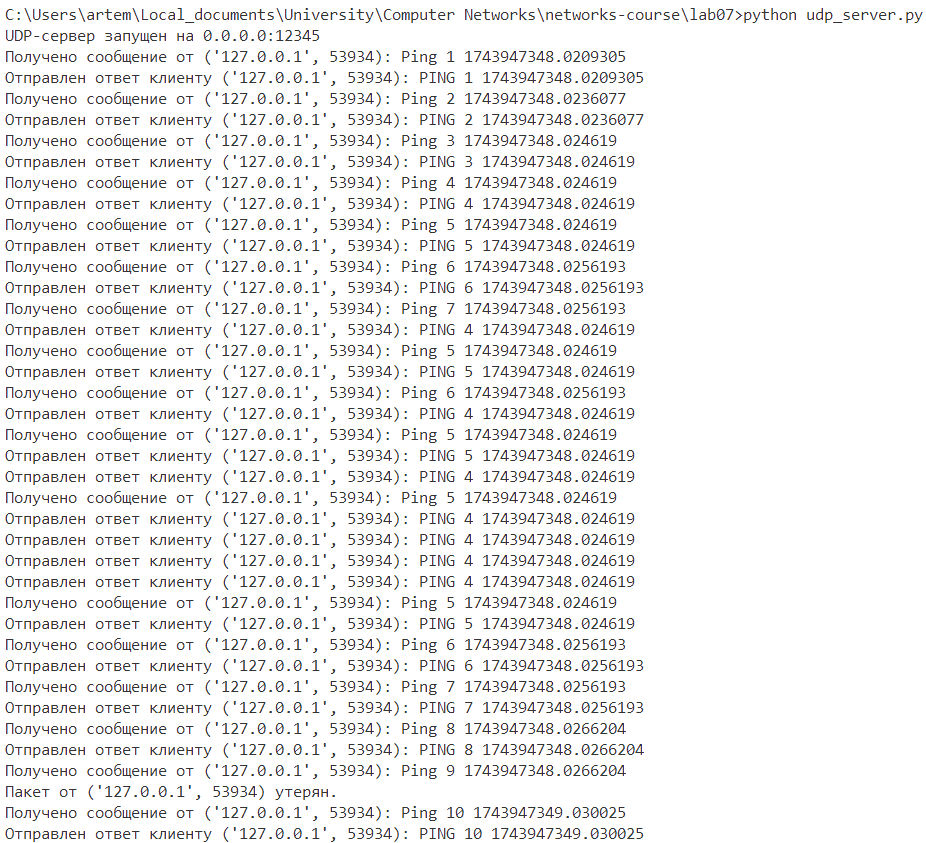 C:\Users\artem\Local_documents\University\Computer Networks\networks-course\lab07>python udp_server.py
UDP-сервер запущен на 0.0.0.0:12345
Получено сообщение от ('127.0.0.1', 53934): Ping 1 1743947348.0209305
Отправлен ответ клиенту ('127.0.0.1', 53934): PING 1 1743947348.0209305
Получено сообщение от ('127.0.0.1', 53934): Ping 2 1743947348.0236077
Отправлен ответ клиенту ('127.0.0.1', 53934): PING 2 1743947348.0236077
Получено сообщение от ('127.0.0.1', 53934): Ping 3 1743947348.024619
Отправлен ответ клиенту ('127.0.0.1', 53934): PING 3 1743947348.024619
Получено сообщение от ('127.0.0.1', 53934): Ping 4 1743947348.024619
Отправлен ответ клиенту ('127.0.0.1', 53934): PING 4 1743947348.024619
Получено сообщение от ('127.0.0.1', 53934): Ping 5 1743947348.024619
Отправлен ответ клиенту ('127.0.0.1', 53934): PING 5 1743947348.024619
Получено сообщение от ('127.0.0.1', 53934): Ping 6 1743947348.0256193
Отправлен ответ клиенту ('127.0.0.1', 53934): PING 6 1743947348.0256193
Получено сообщение от ('127.0.0.1', 53934): Ping 7 1743947348.0256193
Отправлен ответ клиенту ('127.0.0.1', 53934): PING 4 1743947348.024619
Получено сообщение от ('127.0.0.1', 53934): Ping 5 1743947348.024619
Отправлен ответ клиенту ('127.0.0.1', 53934): PING 5 1743947348.024619
Получено сообщение от ('127.0.0.1', 53934): Ping 6 1743947348.0256193
Отправлен ответ клиенту ('127.0.0.1', 53934): PING 4 1743947348.024619
Получено сообщение от ('127.0.0.1', 53934): Ping 5 1743947348.024619
Отправлен ответ клиенту ('127.0.0.1', 53934): PING 5 1743947348.024619
Отправлен ответ клиенту ('127.0.0.1', 53934): PING 4 1743947348.024619
Получено сообщение от ('127.0.0.1', 53934): Ping 5 1743947348.024619
Отправлен ответ клиенту ('127.0.0.1', 53934): PING 4 1743947348.024619
Отправлен ответ клиенту ('127.0.0.1', 53934): PING 4 1743947348.024619
Отправлен ответ клиенту ('127.0.0.1', 53934): PING 4 1743947348.024619
Отправлен ответ клиенту ('127.0.0.1', 53934): PING 4 1743947348.024619
Получено сообщение от ('127.0.0.1', 53934): Ping 5 1743947348.024619
Отправлен ответ клиенту ('127.0.0.1', 53934): PING 5 1743947348.024619
Получено сообщение от ('127.0.0.1', 53934): Ping 6 1743947348.0256193
Отправлен ответ клиенту ('127.0.0.1', 53934): PING 6 1743947348.0256193
Получено сообщение от ('127.0.0.1', 53934): Ping 7 1743947348.0256193
Отправлен ответ клиенту ('127.0.0.1', 53934): PING 7 1743947348.0256193
Получено сообщение от ('127.0.0.1', 53934): Ping 8 1743947348.0266204
Отправлен ответ клиенту ('127.0.0.1', 53934): PING 8 1743947348.0266204
Получено сообщение от ('127.0.0.1', 53934): Ping 9 1743947348.0266204
Пакет от ('127.0.0.1', 53934) утерян.
Получено сообщение от ('127.0.0.1', 53934): Ping 10 1743947349.030025
Отправлен ответ клиенту ('127.0.0.1', 53934): PING 10 1743947349.030025